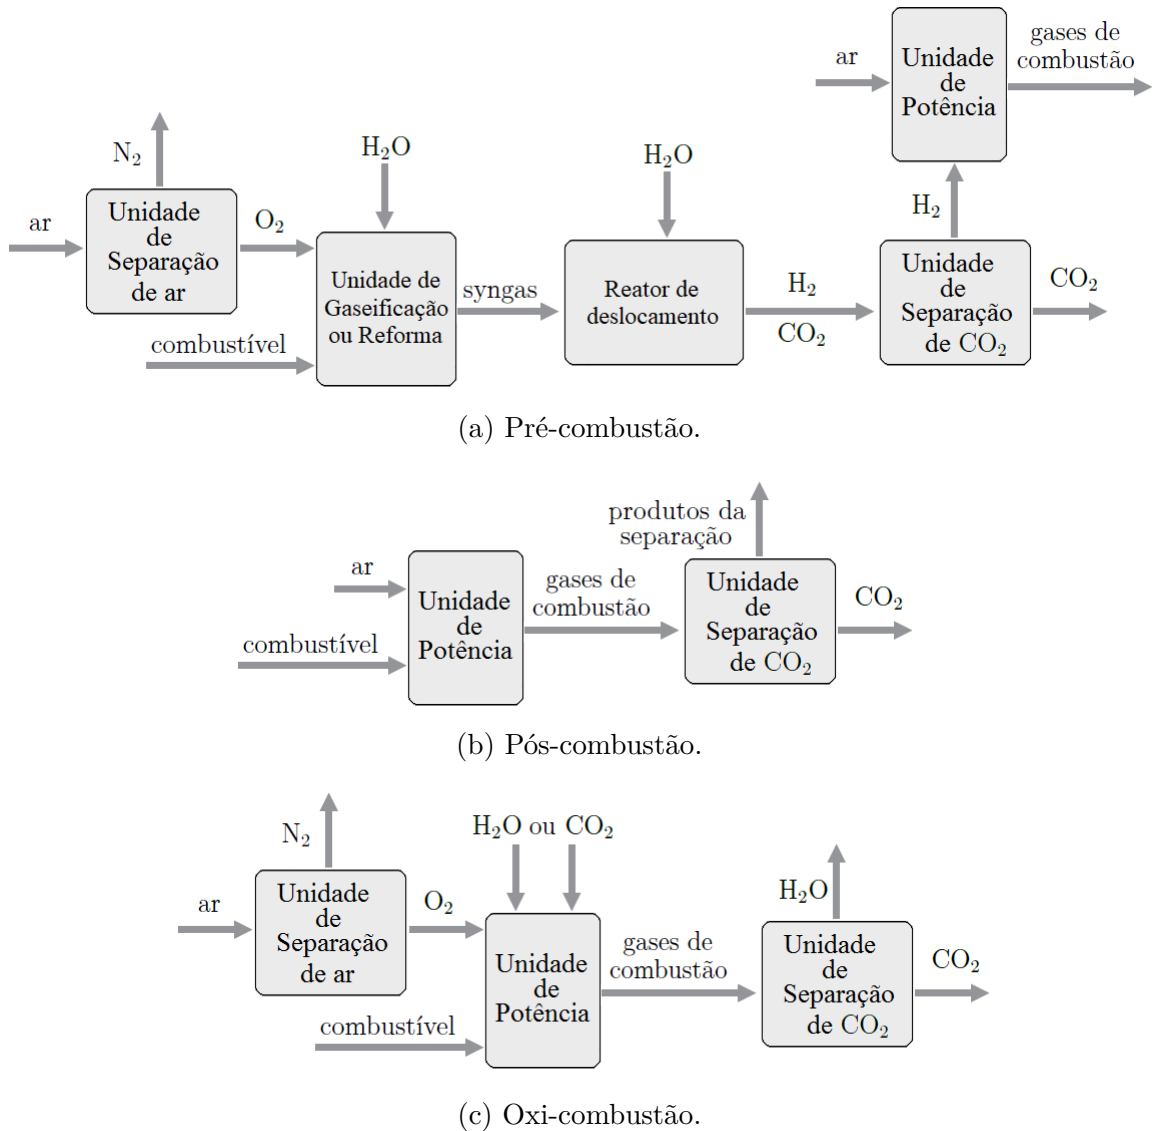 ar
N₂
Unidade
de
Separação
de ar
O₂
H₂O
combustível
Unidade de
Gaseificação
ou Reforma
syngas
H₂O
Reator de
deslocamento
H₂
CO₂
Unidade
de
Separação
de CO₂
CO₂
H₂
ar
Unidade
de
Potência
gases de
combustão
(a) Pré-combustão.
ar
combustível
Unidade
de
Potência
gases de
combustão
produtos da
separação
Unidade
de
Separação
de CO₂
CO₂
(b) Pós-combustão.
ar
N₂
Unidade
de
Separação
de ar
O₂
H₂O ou CO₂
combustível
Unidade
de
Potência
gases de
combustão
H₂O
Unidade
de
Separação
de CO₂
CO₂
(c) Oxi-combustão.